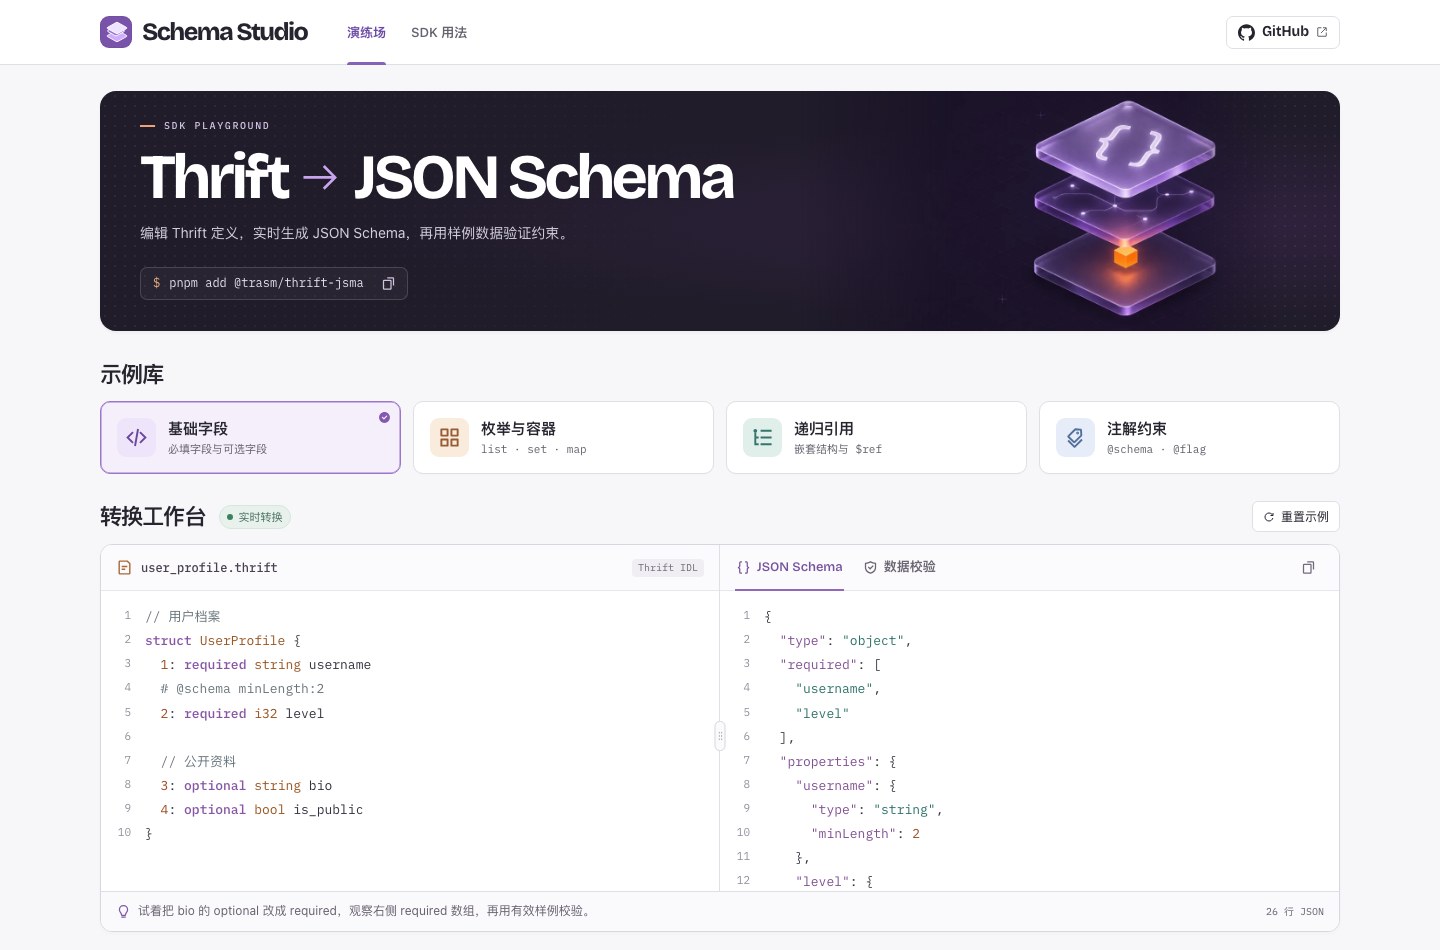 Schema Studio
演练场
SDK 用法
GitHub
SDK PLAYGROUND
Thrift → JSON Schema
编辑 Thrift 定义，实时生成 JSON Schema，再用样例数据验证约束。
$ pnpm add @trasm/thrift-jsma
{ }
示例库
基础字段
必填字段与可选字段
枚举与容器
list · set · map
递归引用
嵌套结构与 $ref
注解约束
@schema · @flag
转换工作台
实时转换
重置示例
user_profile.thrift
Thrift IDL
1 // 用户档案
2 struct UserProfile {
3 1: required string username
4 # @schema minLength:2
5 2: required i32 level
6
7 // 公开资料
8 3: optional string bio
9 4: optional bool is_public
10 }
{} JSON Schema
数据校验
1 {
2 "type": "object",
3 "required": [
4 "username",
5 "level"
6 ],
7 "properties": {
8 "username": {
9 "type": "string",
10 "minLength": 2
11 },
12 "level": {
试看把 bio 的 optional 改成 required，观察右侧 required 数组，再用有效样例校验。
26 行 JSON